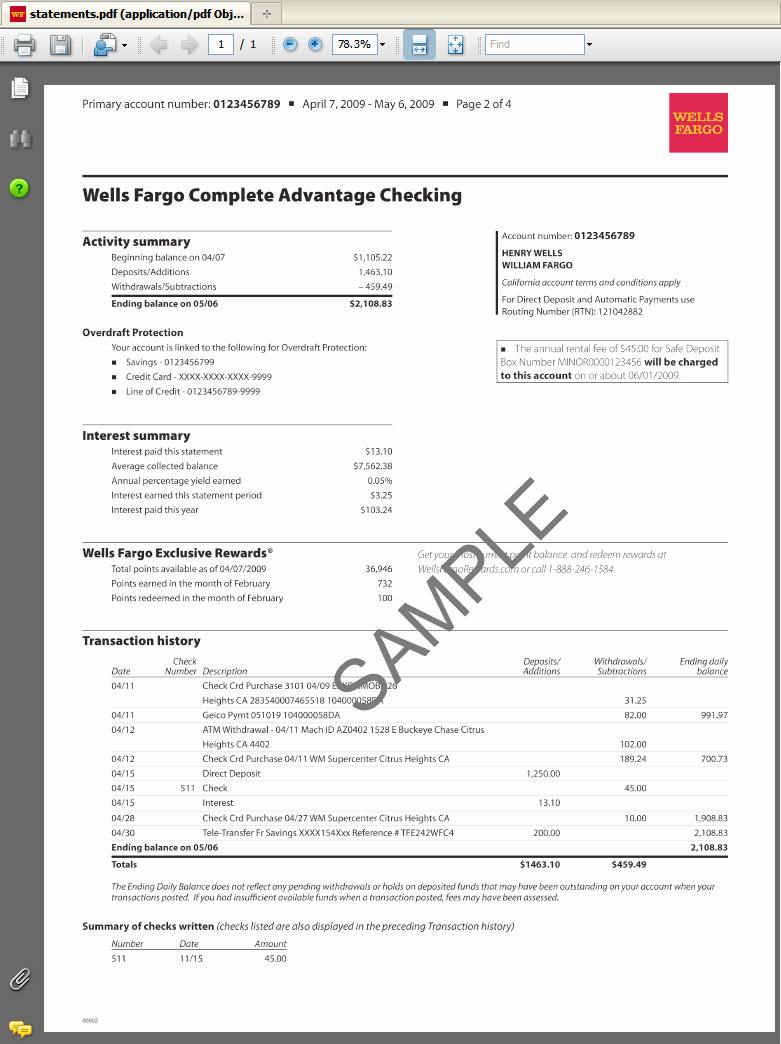 statements.pdf (application/pdf Obj...
1 / 1 78.3% Find
Primary account number: 0123456789 ■ April 7, 2009 - May 6, 2009 ■ Page 2 of 4
WELLS
FARGO
Wells Fargo Complete Advantage Checking
Activity summary
Beginning balance on 04/07 $1,105.22
Deposits/Additions 1,463.10
Withdrawals/Subtractions – 459.49
Ending balance on 05/06 $2,108.83
Account number: 0123456789
HENRY WELLS
WILLIAM FARGO
California account terms and conditions apply
For Direct Deposit and Automatic Payments use
Routing Number (RTN): 121042882
Overdraft Protection
Your account is linked to the following for Overdraft Protection:
■ Savings - 0123456799
■ Credit Card - XXXX-XXXX-XXXX-9999
■ Line of Credit - 0123456789-9999
■ The annual rental fee of $45.00 for Safe Deposit
Box Number MINOR0000123456 will be charged
to this account on or about 06/01/2009.
Interest summary
Interest paid this statement $13.10
Average collected balance $7,562.38
Annual percentage yield earned 0.05%
Interest earned this statement period $3.25
Interest paid this year $103.24
Wells Fargo Exclusive Rewards®
Total points available as of 04/07/2009 36,946
Points earned in the month of February 732
Points redeemed in the month of February 100
Get your most current point balance and redeem rewards at
WellsFargoRewards.com or call 1-888-246-1584.
SAMPLE
Transaction history
Check Deposits/ Withdrawals/ Ending daily
Date Number Description Additions Subtractions balance
04/11 Check Crd Purchase 3101 04/09
Heights CA 283540007465518 31.25
04/11 Geico Pymt 051019 104000058DA 82.00 991.97
04/12 ATM Withdrawal - 04/11 Mach ID AZ0402 1528 E Buckeye Chase Citrus
Heights CA 4402 102.00
04/12 Check Crd Purchase 04/11 WM Supercenter Citrus Heights CA 189.24 700.73
04/15 Direct Deposit 1,250.00
04/15 511 Check 45.00
04/15 Interest 13.10
04/28 Check Crd Purchase 04/27 WM Supercenter Citrus Heights CA 10.00 1,908.83
04/30 Tele-Transfer Fr Savings XXXX154Xxx Reference # TFE242WFC4 200.00 2,108.83
Ending balance on 05/06 2,108.83
Totals $1463.10 $459.49
The Ending Daily Balance does not reflect any pending withdrawals or holds on deposited funds that may have been outstanding on your account when your
transactions posted. If you had insufficient available funds when a transaction posted, fees may have been assessed.
Summary of checks written (checks listed are also displayed in the preceding Transaction history)
Number Date Amount
511 11/15 45.00
00002